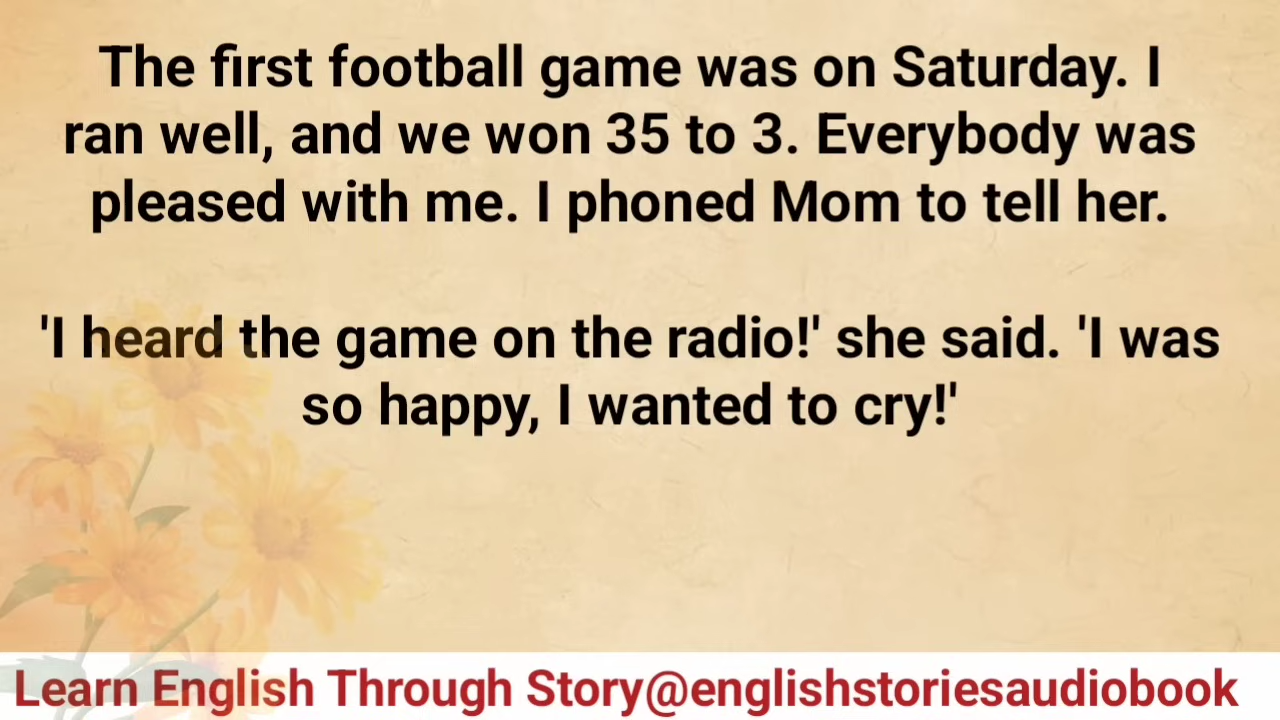 The first football game was on Saturday. I
ran well, and we won 35 to 3. Everybody was
pleased with me. I phoned Mom to tell her.
'I heard the game on the radio!' she said. 'I was
so happy, I wanted to cry!'
Learn English Through Story@englishstoriesaudiobook